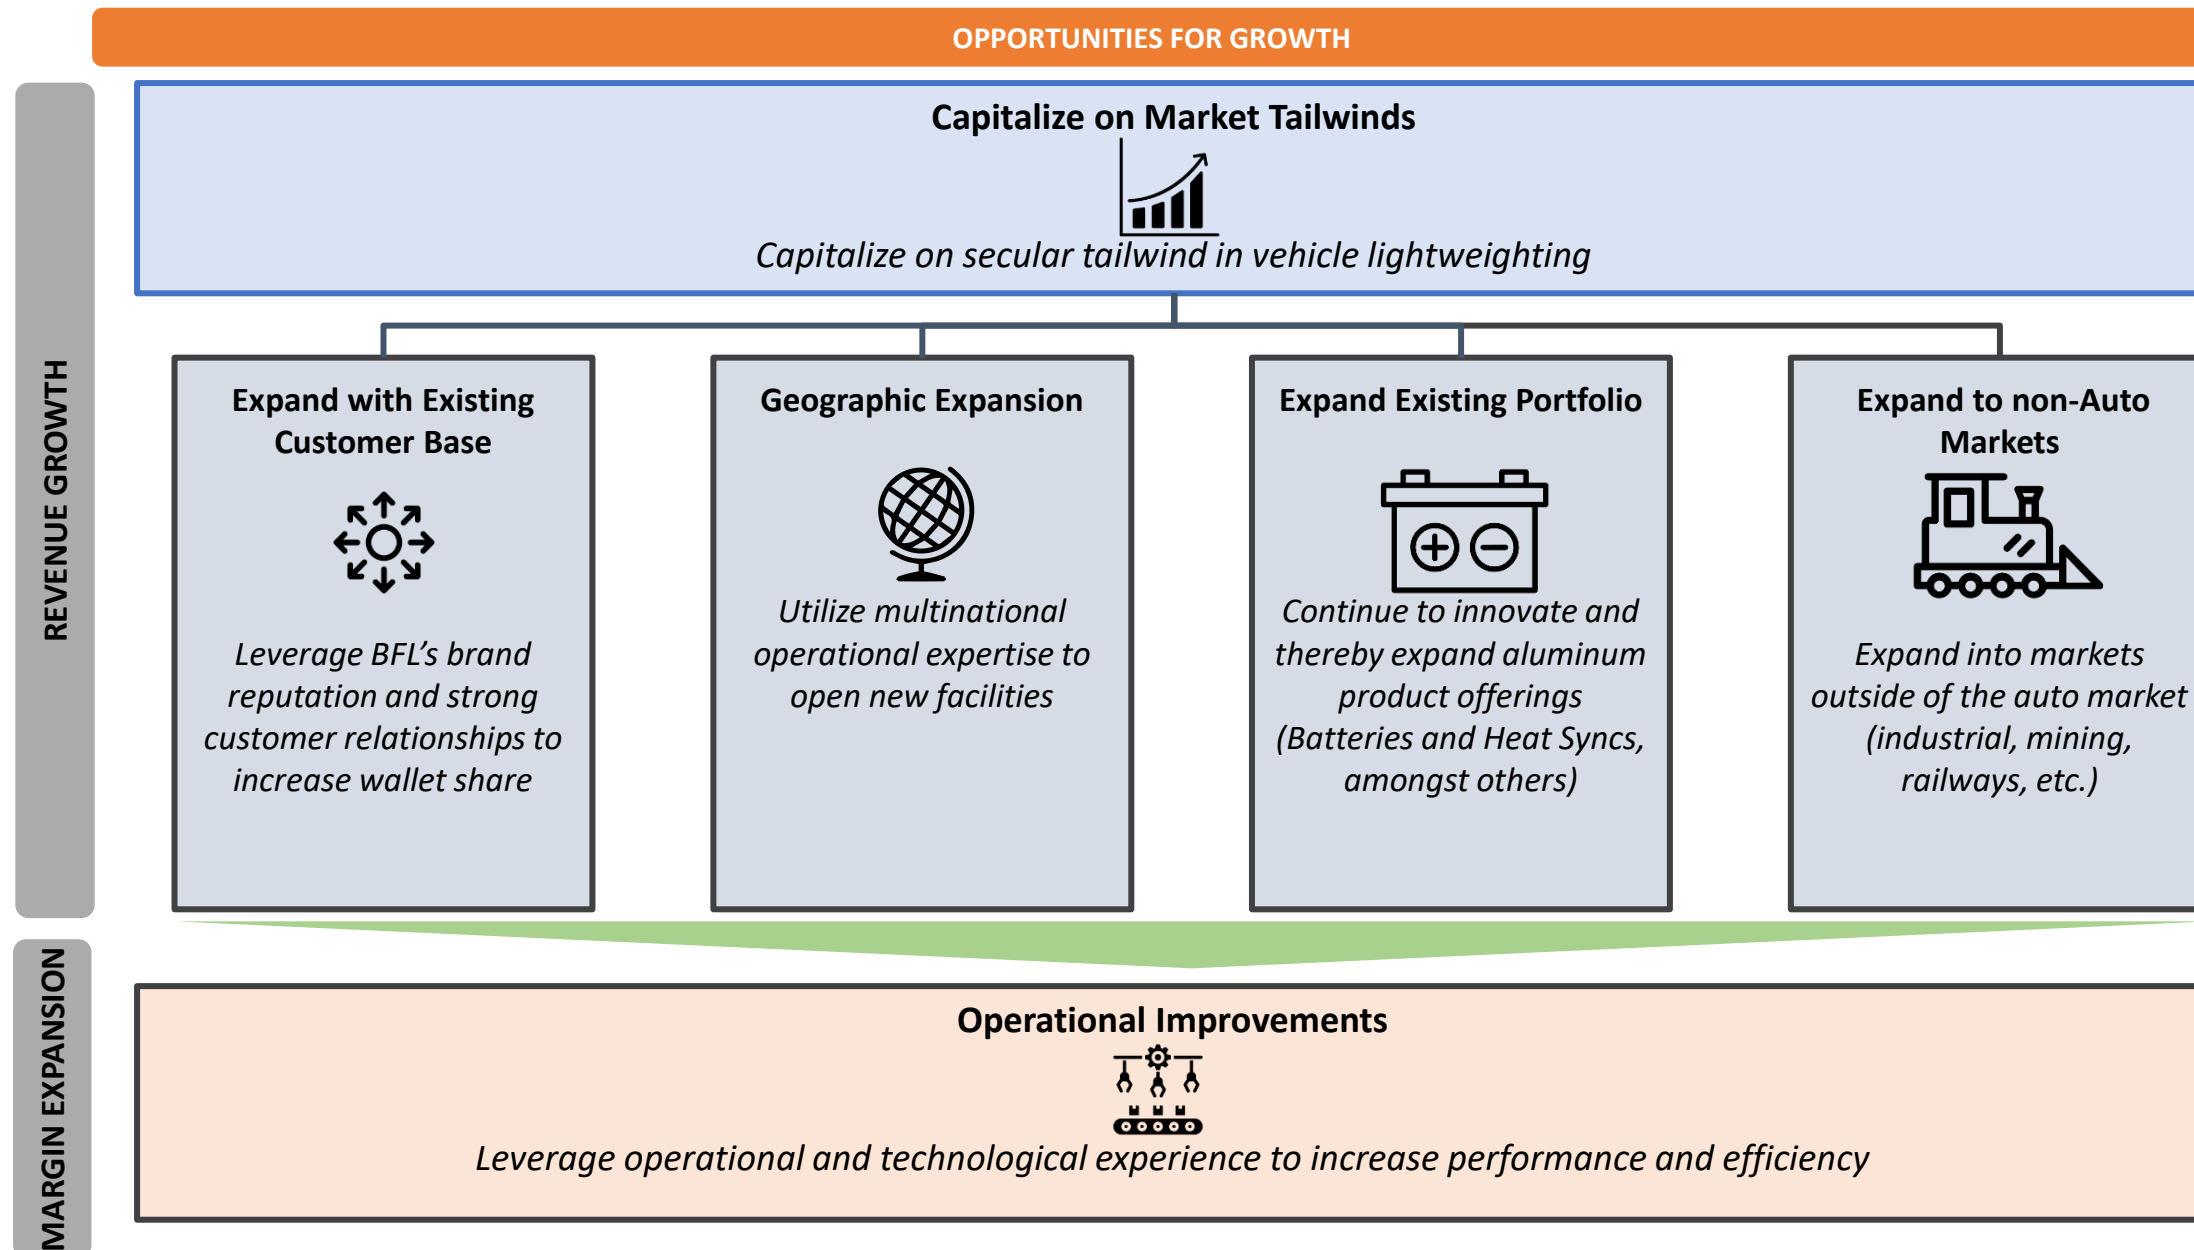 OPPORTUNITIES FOR GROWTH
REVENUE GROWTH
Capitalize on Market Tailwinds
Capitalize on secular tailwind in vehicle lightweighting
Expand with Existing
Customer Base
Leverage BFL’s brand
reputation and strong
customer relationships to
increase wallet share
Geographic Expansion
Utilize multinational
operational expertise to
open new facilities
Expand Existing Portfolio
Continue to innovate and
thereby expand aluminum
product offerings
(Batteries and Heat Syncs,
amongst others)
Expand to non-Auto
Markets
Expand into markets
outside of the auto market
(industrial, mining,
railways, etc.)
MARGIN EXPANSION
Operational Improvements
Leverage operational and technological experience to increase performance and efficiency